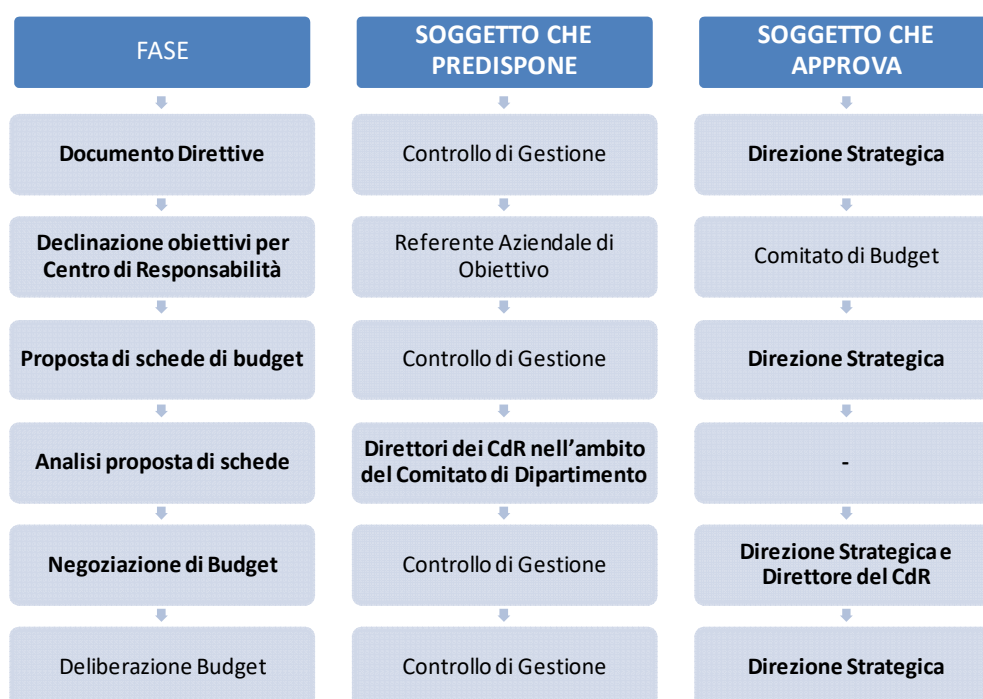 FASE
SOGGETTO CHE
PREDISPONE
SOGGETTO CHE
APPROVA
Documento Direttive
Controllo di Gestione
Direzione Strategica
Declinazione obiettivi per
Centro di Responsabilità
Referente Aziendale di
Obiettivo
Comitato di Budget
Proposta di schede di budget
Controllo di Gestione
Direzione Strategica
Analisi proposta di schede
Direttori dei CdR nell'ambito
del Comitato di Dipartimento
-
Negoziazione di Budget
Controllo di Gestione
Direzione Strategica e
Direttore del CdR
Deliberazione Budget
Controllo di Gestione
Direzione Strategica